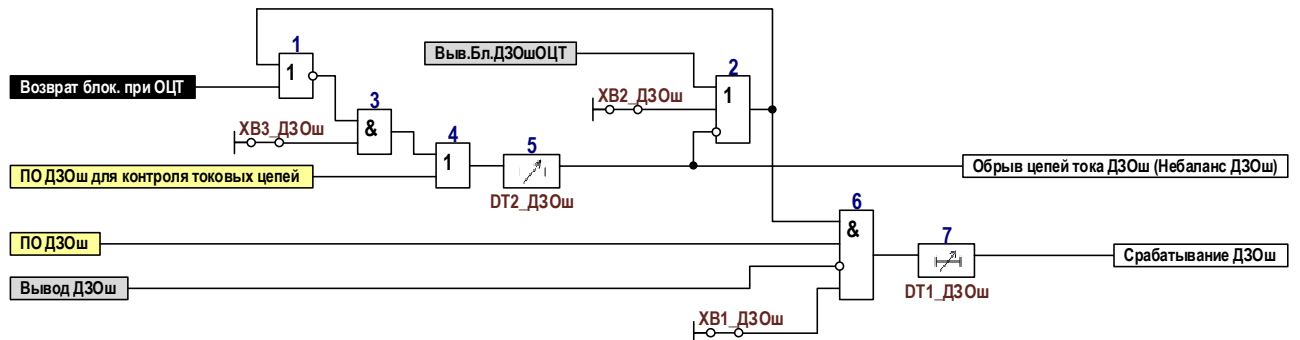 1
Выв.Бл.ДЗОшОЦТ
2
1
Возврат блок. при ОЦТ
1
3
ХВ2_ДЗОш
ХВ3_ДЗОш
&
4
1
5
ПО ДЗОш для контроля токовых цепей
Обрыв цепей тока ДЗОш (Небаланс ДЗОш)
DT2_ДЗОш
6
&
7
ПО ДЗОш
Срабатывание ДЗОш
Вывод ДЗОш
DT1_ДЗОш
ХВ1_ДЗОш